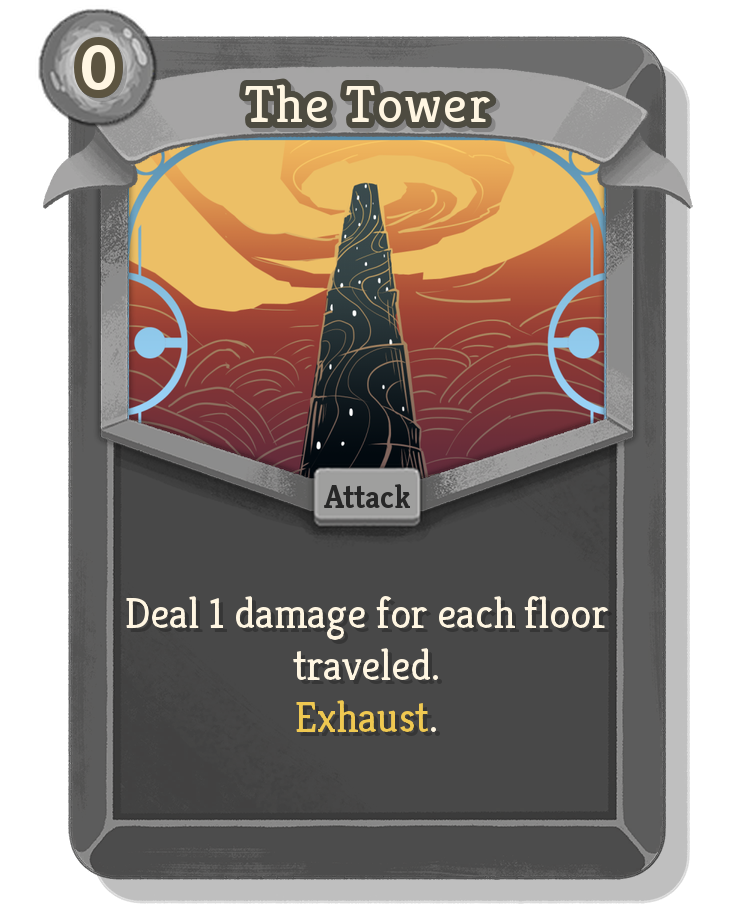 0
The Tower
Attack
Deal 1 damage for each floor
traveled.
Exhaust.